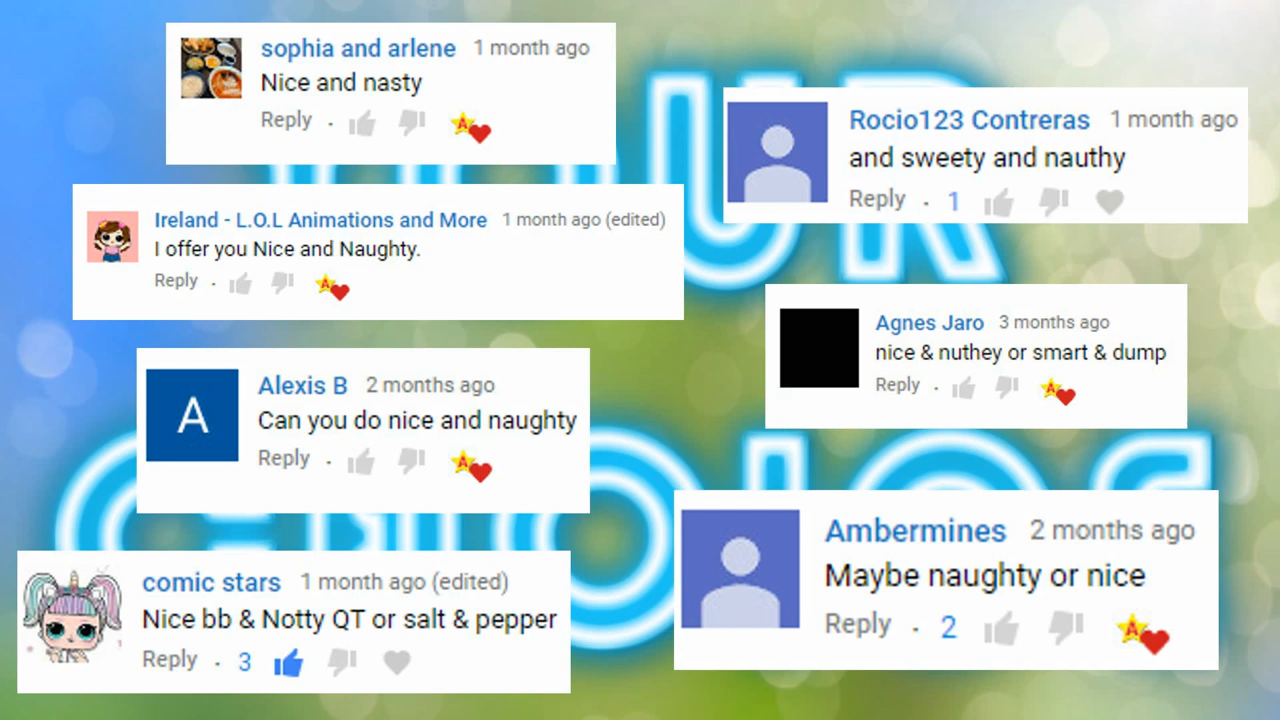 sophia and arlene 1 month ago
Nice and nasty
Reply
Rocio123 Contreras 1 month ago
and sweety and nauthy
Reply · 1
Ireland - L.O.L Animations and More 1 month ago (edited)
I offer you Nice and Naughty.
Reply
Agnes Jaro 3 months ago
nice & nuthey or smart & dump
Reply
A
Alexis B 2 months ago
Can you do nice and naughty
Reply
Ambermines 2 months ago
Maybe naughty or nice
Reply · 2
comic stars 1 month ago (edited)
Nice bb & Notty QT or salt & pepper
Reply · 3